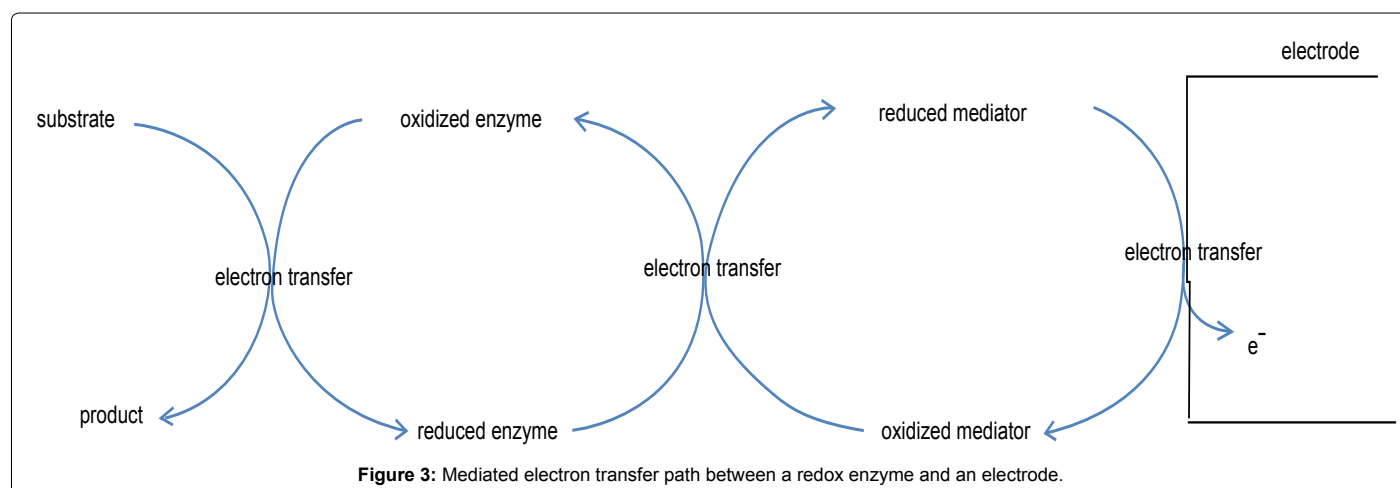 electrode
substrate
oxidized enzyme
reduced mediator
electron transfer
electron transfer
electron transfer
e⁻
product
reduced enzyme
oxidized mediator
Figure 3: Mediated electron transfer path between a redox enzyme and an electrode.